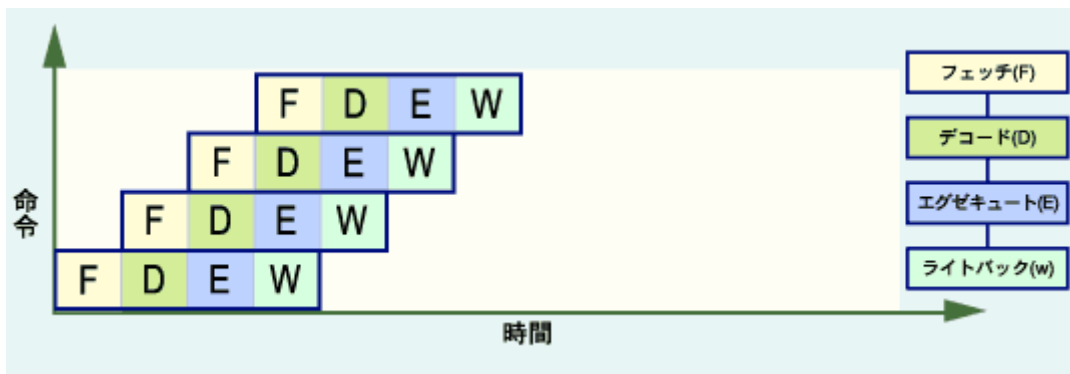 F D E W
F D E W
F D E W
F D E W
命令
時間
フェッチ(F)
デコード(D)
エグゼキュート(E)
ライトバック(w)